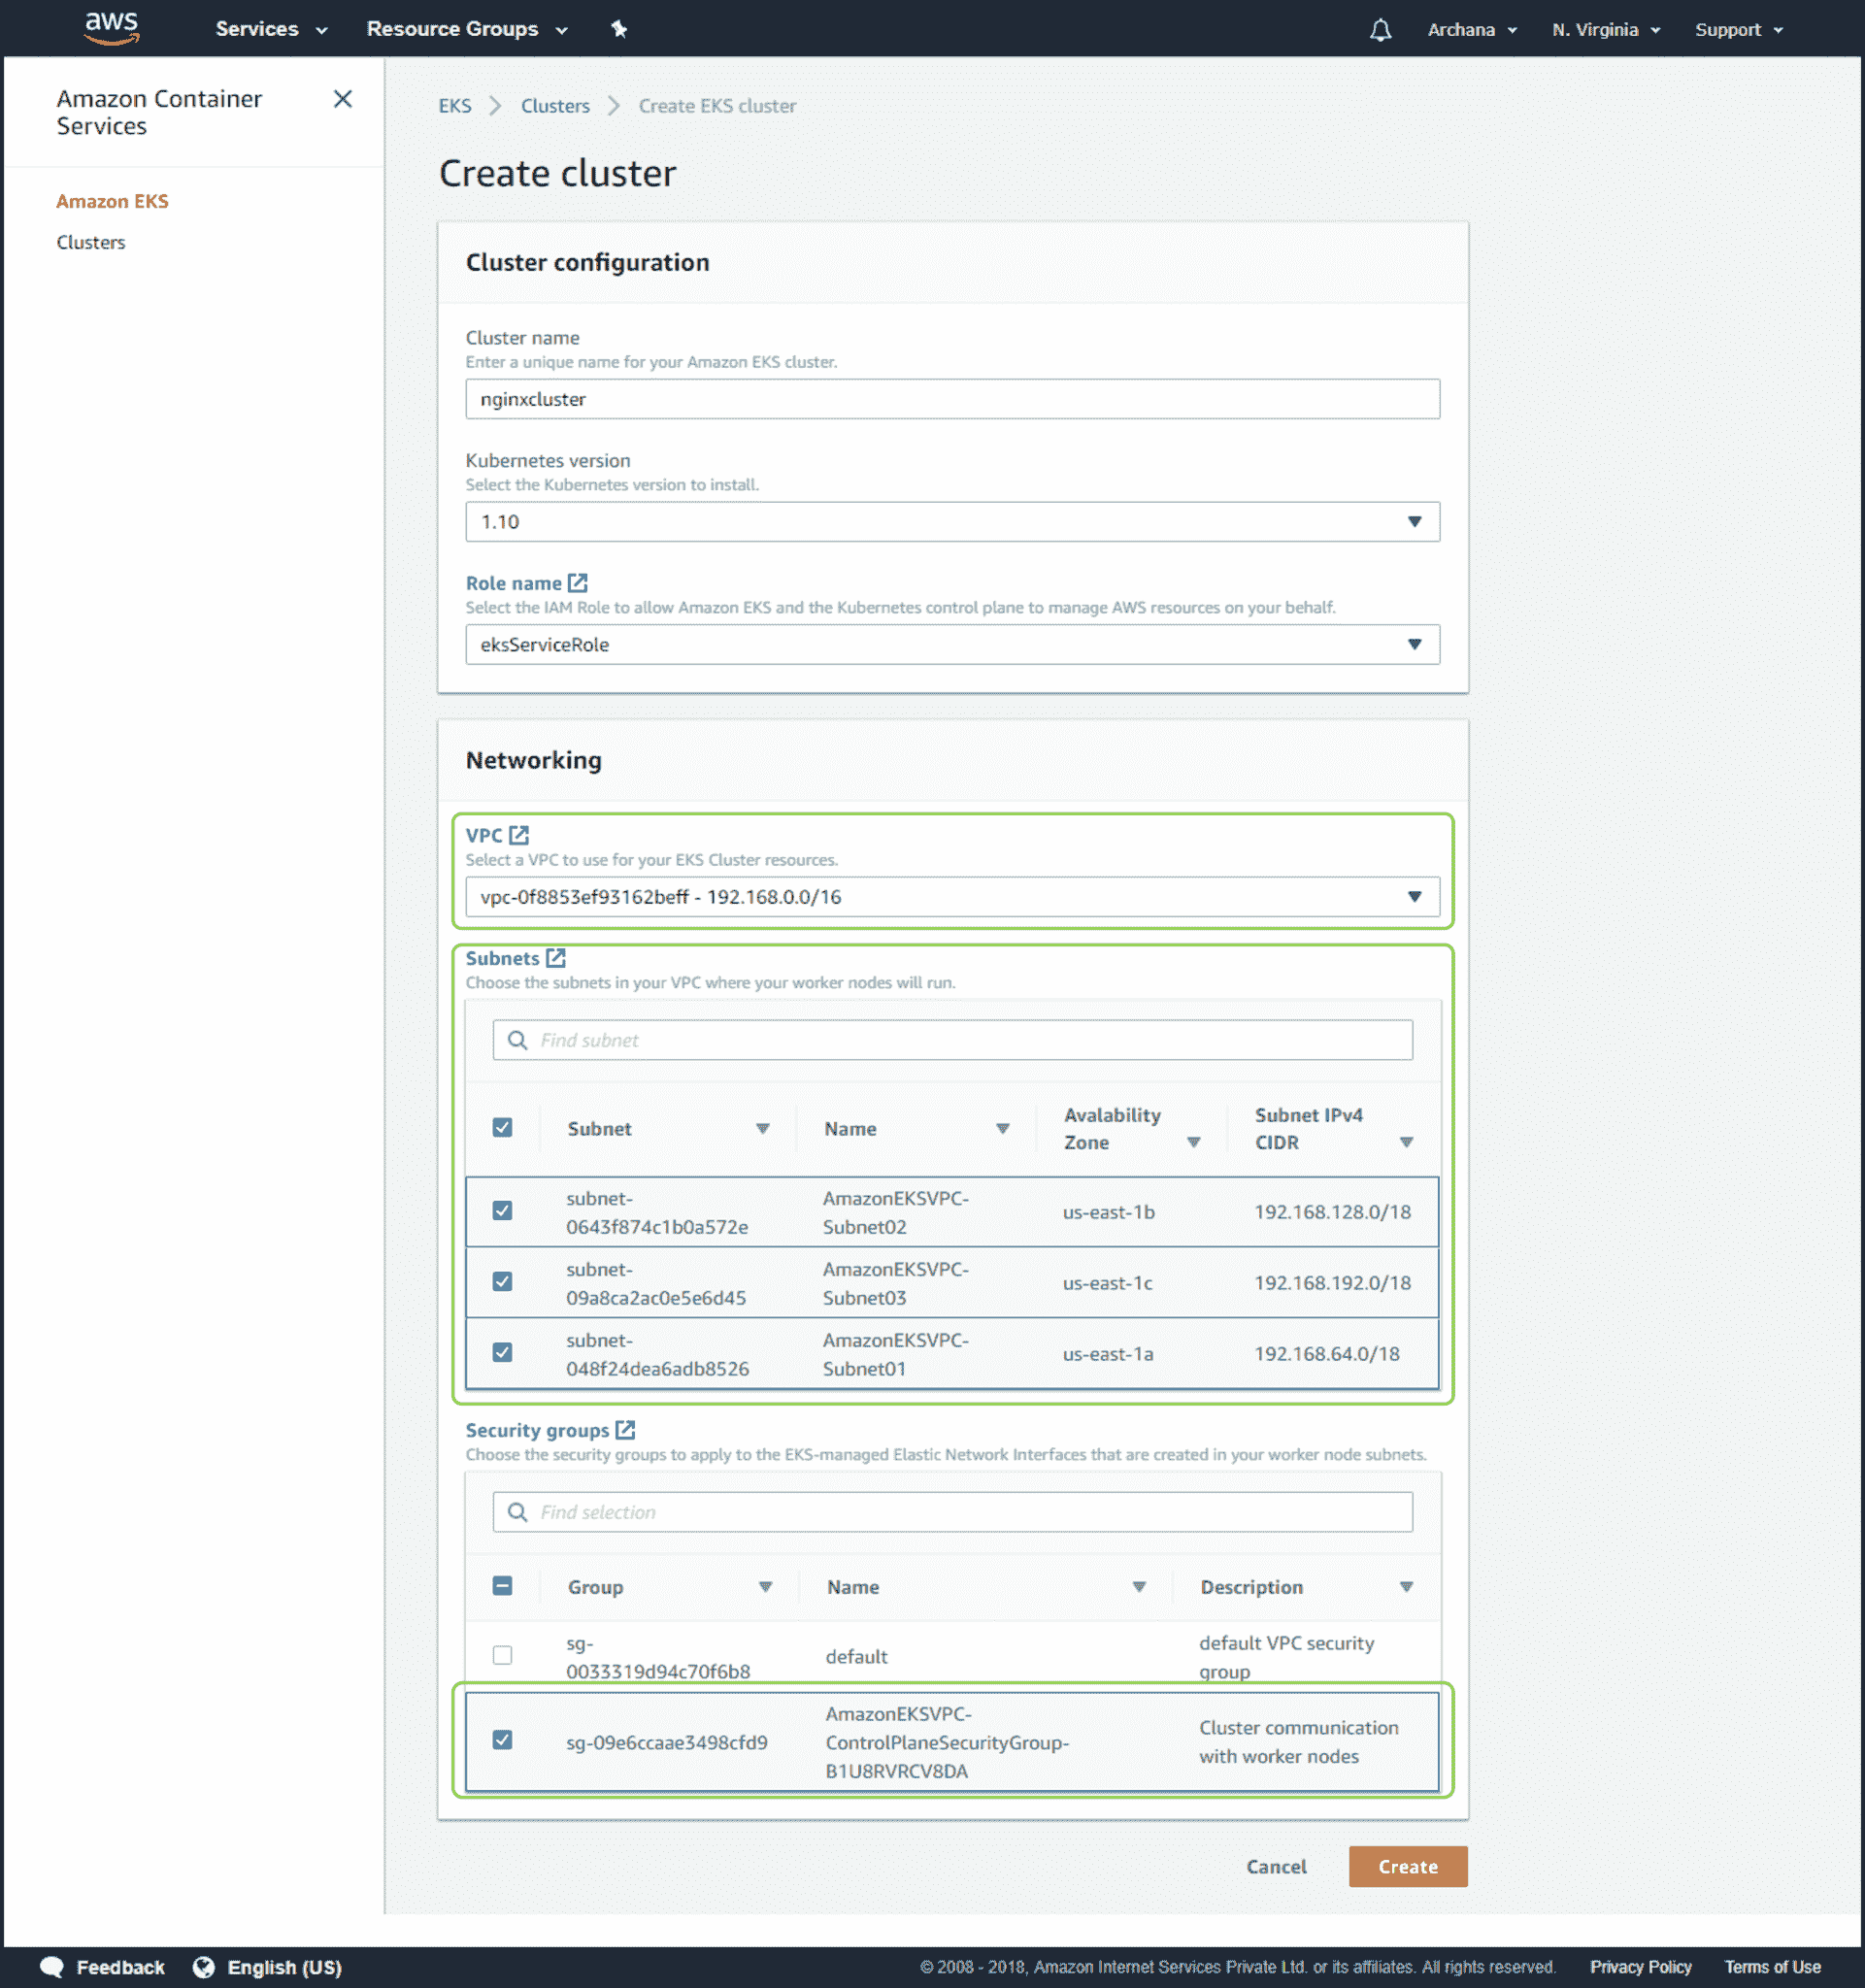 aws
Services
Resource Groups
Archana
N. Virginia
Support
Amazon Container
Services
Amazon EKS
Clusters
EKS
Clusters
Create EKS cluster
Create cluster
Cluster configuration
Cluster name
Enter a unique name for your Amazon EKS cluster.
nginxcluster
Kubernetes version
Select the Kubernetes version to install.
1.10
Role name
Select the IAM Role to allow Amazon EKS and the Kubernetes control plane to manage AWS resources on your behalf.
eksServiceRole
Networking
VPC
Select a VPC to use for your EKS Cluster resources.
vpc-0f8853ef93162beff - 192.168.0.0/16
Subnets
Choose the subnets in your VPC where your worker nodes will run.
Find subnet
Subnet
Name
Avalability
Zone
Subnet IPv4
CIDR
subnet-
0643f874c1b0a572e
AmazonEKSVPC-
Subnet02
us-east-1b
192.168.128.0/18
subnet-
09a8ca2ac0e5e6d45
AmazonEKSVPC-
Subnet03
us-east-1c
192.168.192.0/18
subnet-
048f24dea6adb8526
AmazonEKSVPC-
Subnet01
us-east-1a
192.168.64.0/18
Security groups
Choose the security groups to apply to the EKS-managed Elastic Network Interfaces that are created in your worker node subnets.
Find selection
Group
Name
Description
sg-
0033319d94c70f6b8
default
default VPC security
group
sg-09e6ccaae3498cfd9
AmazonEKSVPC-
ControlPlaneSecurityGroup-
B1U8RVRCV8DA
Cluster communication
with worker nodes
Cancel
Create
Feedback
English (US)
© 2008 - 2018, Amazon Internet Services Private Ltd. or its affiliates. All rights reserved.
Privacy Policy
Terms of Use